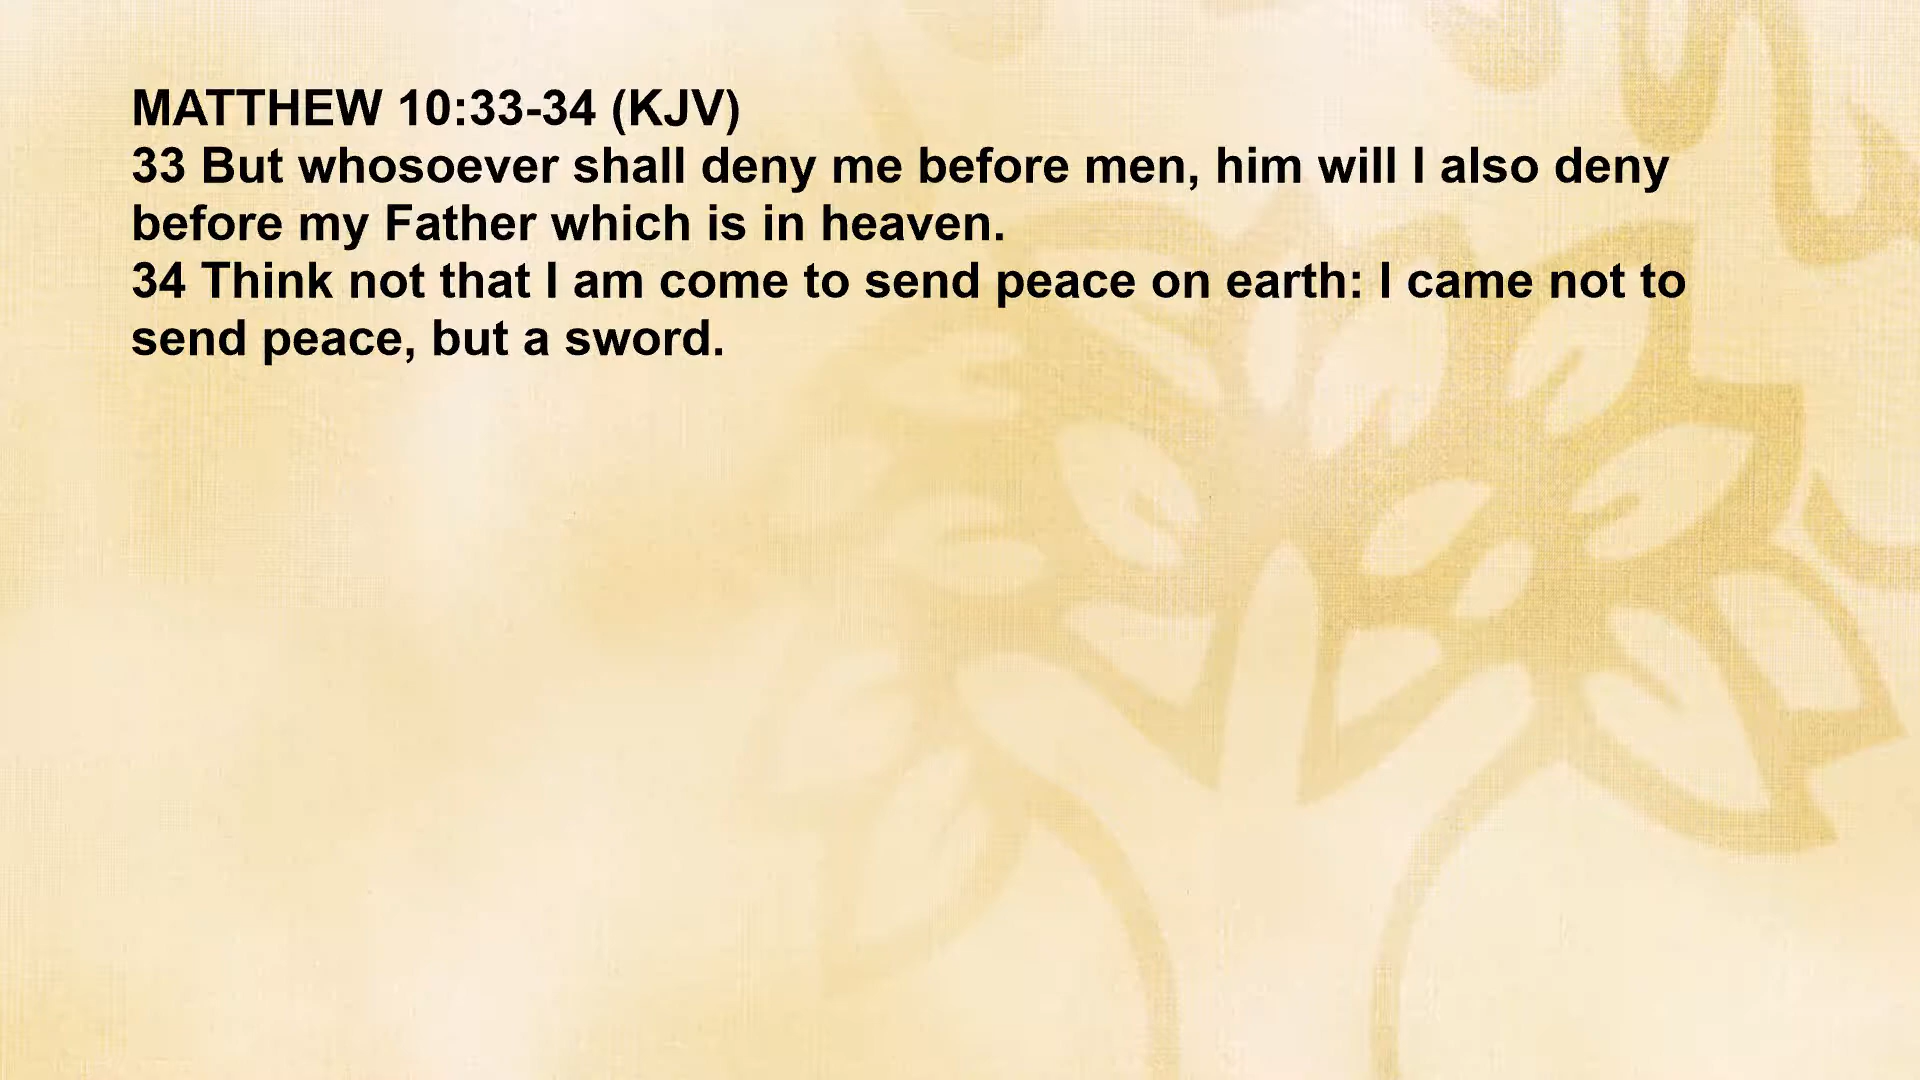 MATTHEW 10:33-34 (KJV)
33 But whosoever shall deny me before men, him will I also deny
before my Father which is in heaven.
34 Think not that I am come to send peace on earth: I came not to
send peace, but a sword.